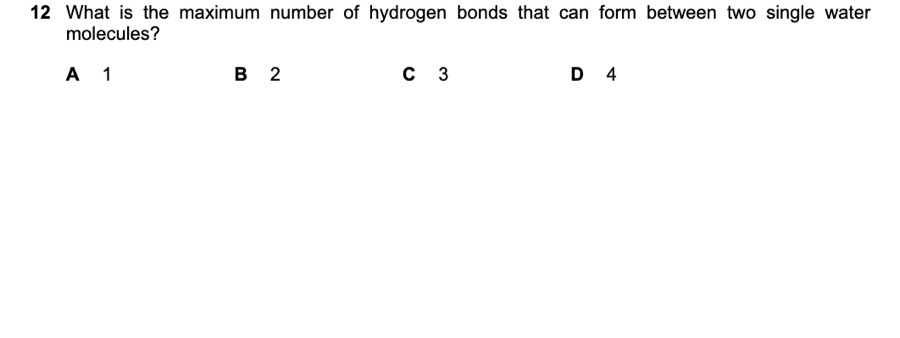 12 What is the maximum number of hydrogen bonds that can form between two single water
molecules?
A 1 B 2 C 3 D 4